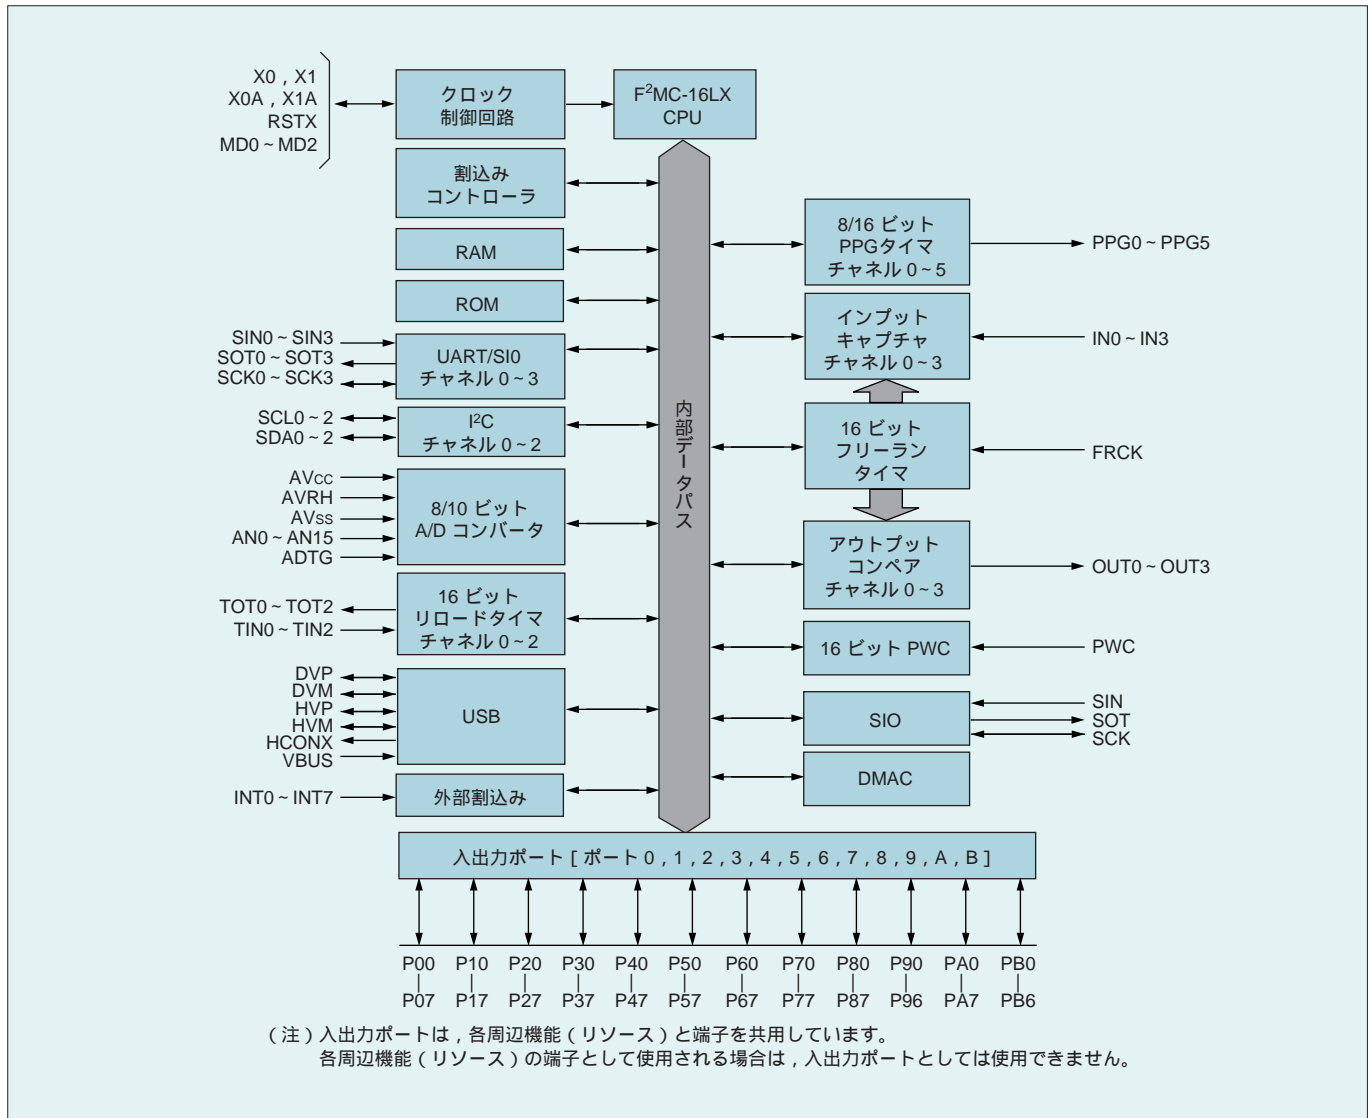 X0 , X1
X0A , X1A
RSTX
MD0 ~ MD2
クロック
制御回路
F²MC-16LX
CPU
割込み
コントローラ
RAM
ROM
SIN0 ~ SIN3
SOT0 ~ SOT3
SCK0 ~ SCK3
UART/SI0
チャネル 0 ~ 3
SCL0 ~ 2
SDA0 ~ 2
I²C
チャネル 0 ~ 2
AVcc
AVRH
AVss
AN0 ~ AN15
ADTG
8/10 ビット
A/D コンバータ
TOT0 ~ TOT2
TIN0 ~ TIN2
16 ビット
リロードタイマ
チャネル 0 ~ 2
DVP
DVM
HVP
HVM
HCONX
VBUS
USB
INT0 ~ INT7
外部割込み
内部データバス
8/16 ビット
PPGタイマ
チャネル 0 ~ 5
PPG0 ~ PPG5
インプット
キャプチャ
チャネル 0 ~ 3
IN0 ~ IN3
16 ビット
フリーラン
タイマ
FRCK
アウトプット
コンペア
チャネル 0 ~ 3
OUT0 ~ OUT3
16 ビット PWC
PWC
SIO
SIN
SOT
SCK
DMAC
入出力ポート [ ポート 0 , 1 , 2 , 3 , 4 , 5 , 6 , 7 , 8 , 9 , A , B ]
P00 P10 P20 P30 P40 P50 P60 P70 P80 P90 PA0 PB0
P07 P17 P27 P37 P47 P57 P67 P77 P87 P96 PA7 PB6
（注）入出力ポートは , 各周辺機能（リソース）と端子を共用しています。
各周辺機能（リソース）の端子として使用される場合は , 入出力ポートとしては使用できません。